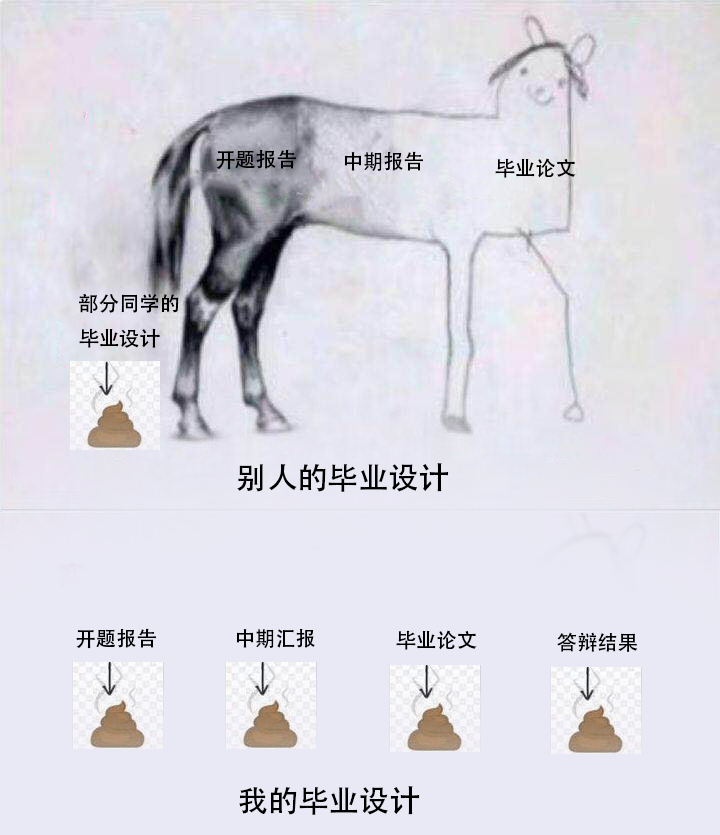 开题报告
中期报告
毕业论文
部分同学的
毕业设计
别人的毕业设计
开题报告
中期汇报
毕业论文
答辩结果
我的毕业设计